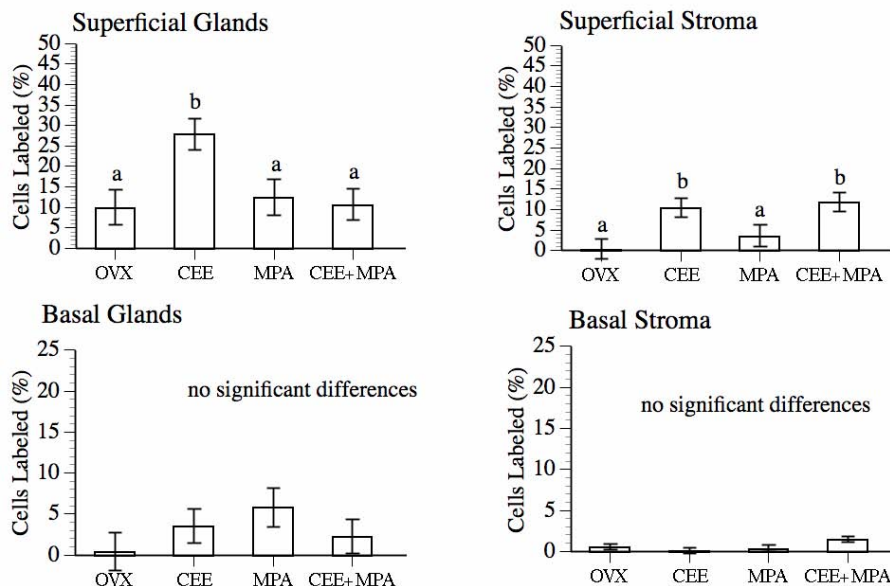 Superficial Glands
Cells Labeled (%)
50
45
40
35
30
25
20
15
10
5
0
a
b
a
a
OVX
CEE
MPA
CEE+MPA
Superficial Stroma
Cells Labeled (%)
50
45
40
35
30
25
20
15
10
5
0
a
b
a
b
OVX
CEE
MPA
CEE+MPA
Basal Glands
Cells Labeled (%)
25
20
15
10
5
0
no significant differences
OVX
CEE
MPA
CEE+MPA
Basal Stroma
Cells Labeled (%)
25
20
15
10
5
0
no significant differences
OVX
CEE
MPA
CEE+MPA